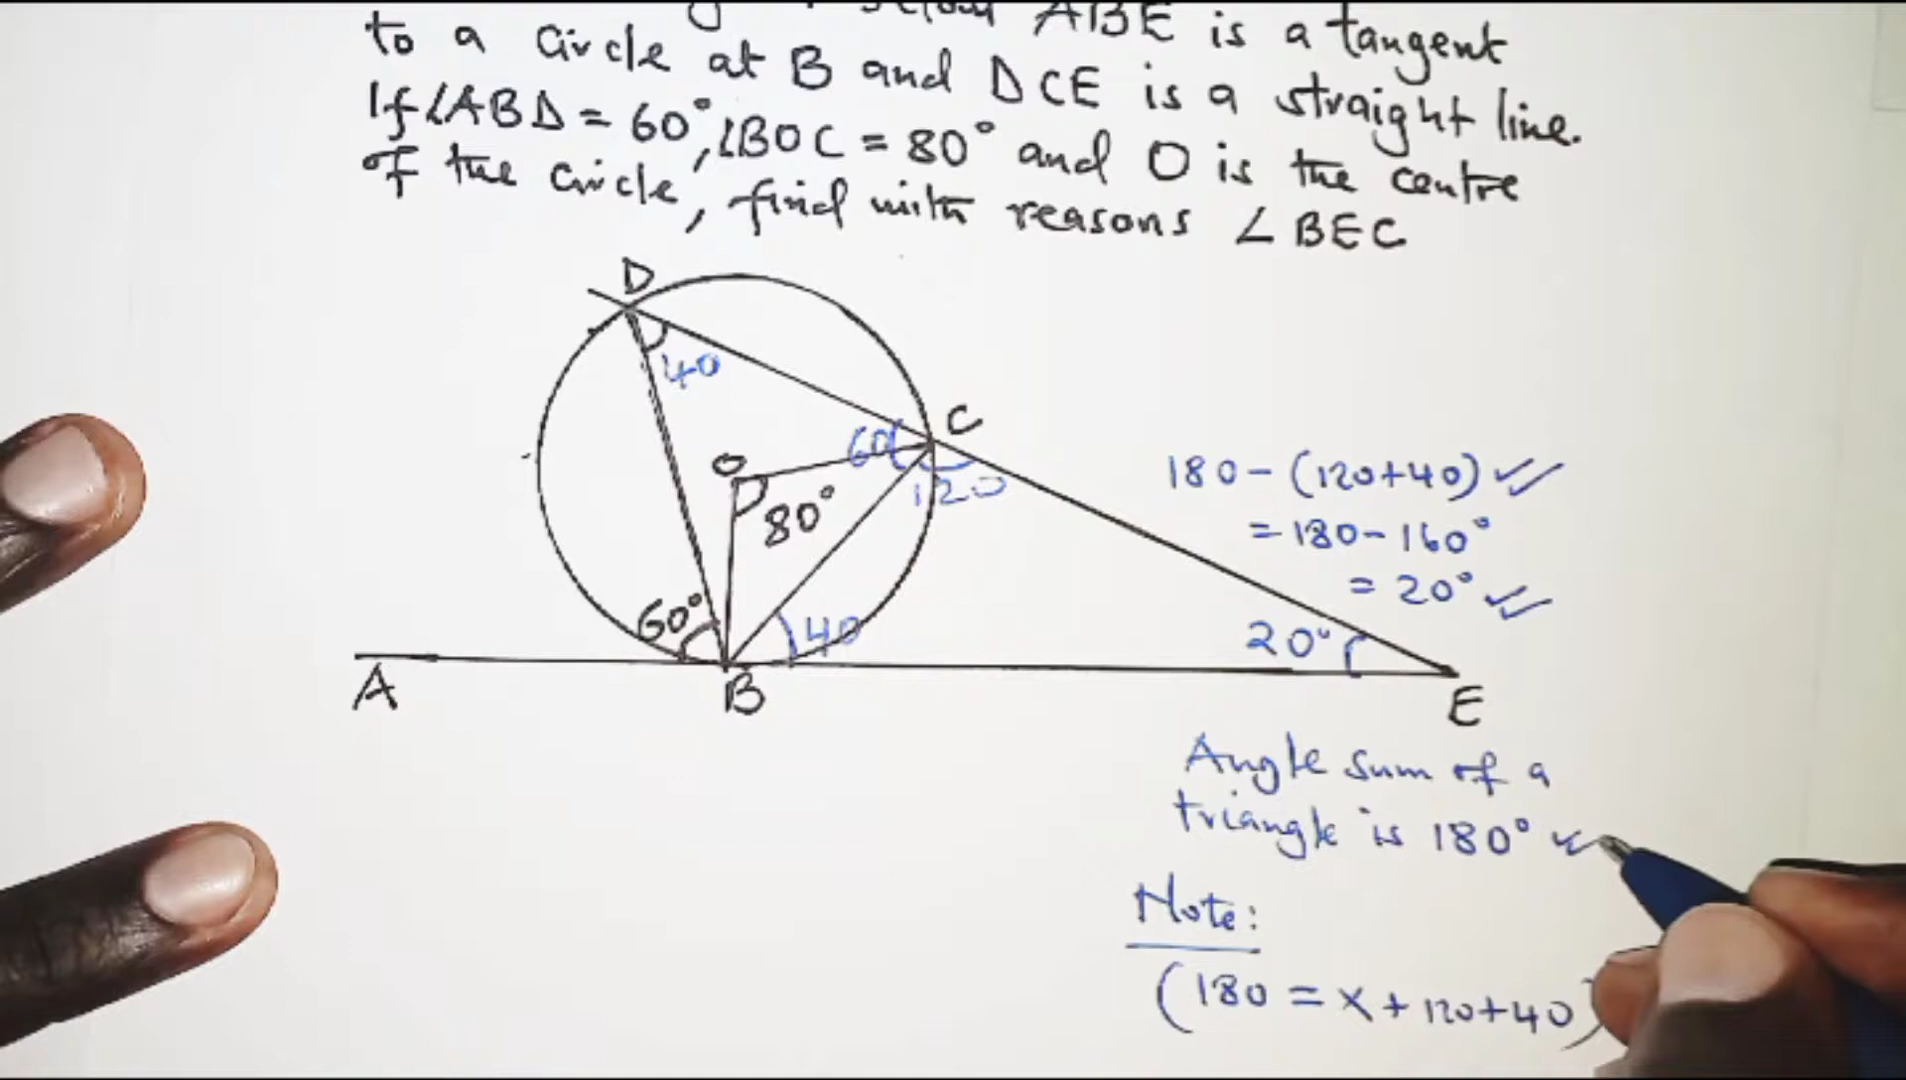 ABE is a tangent
to a circle at B and DCE is a straight line.
If ∠ABD = 60°, ∠BOC = 80° and O is the centre
of the circle, find with reasons ∠BEC
D
40
C
60
120
O
80°
180 - (120+40) ✓✓
= 180 - 160°
= 20° ✓✓
60°
40
20°
A
B
E
Angle sum of a
triangle is 180° ✓✓
Note:
(180 = x + 120+40)